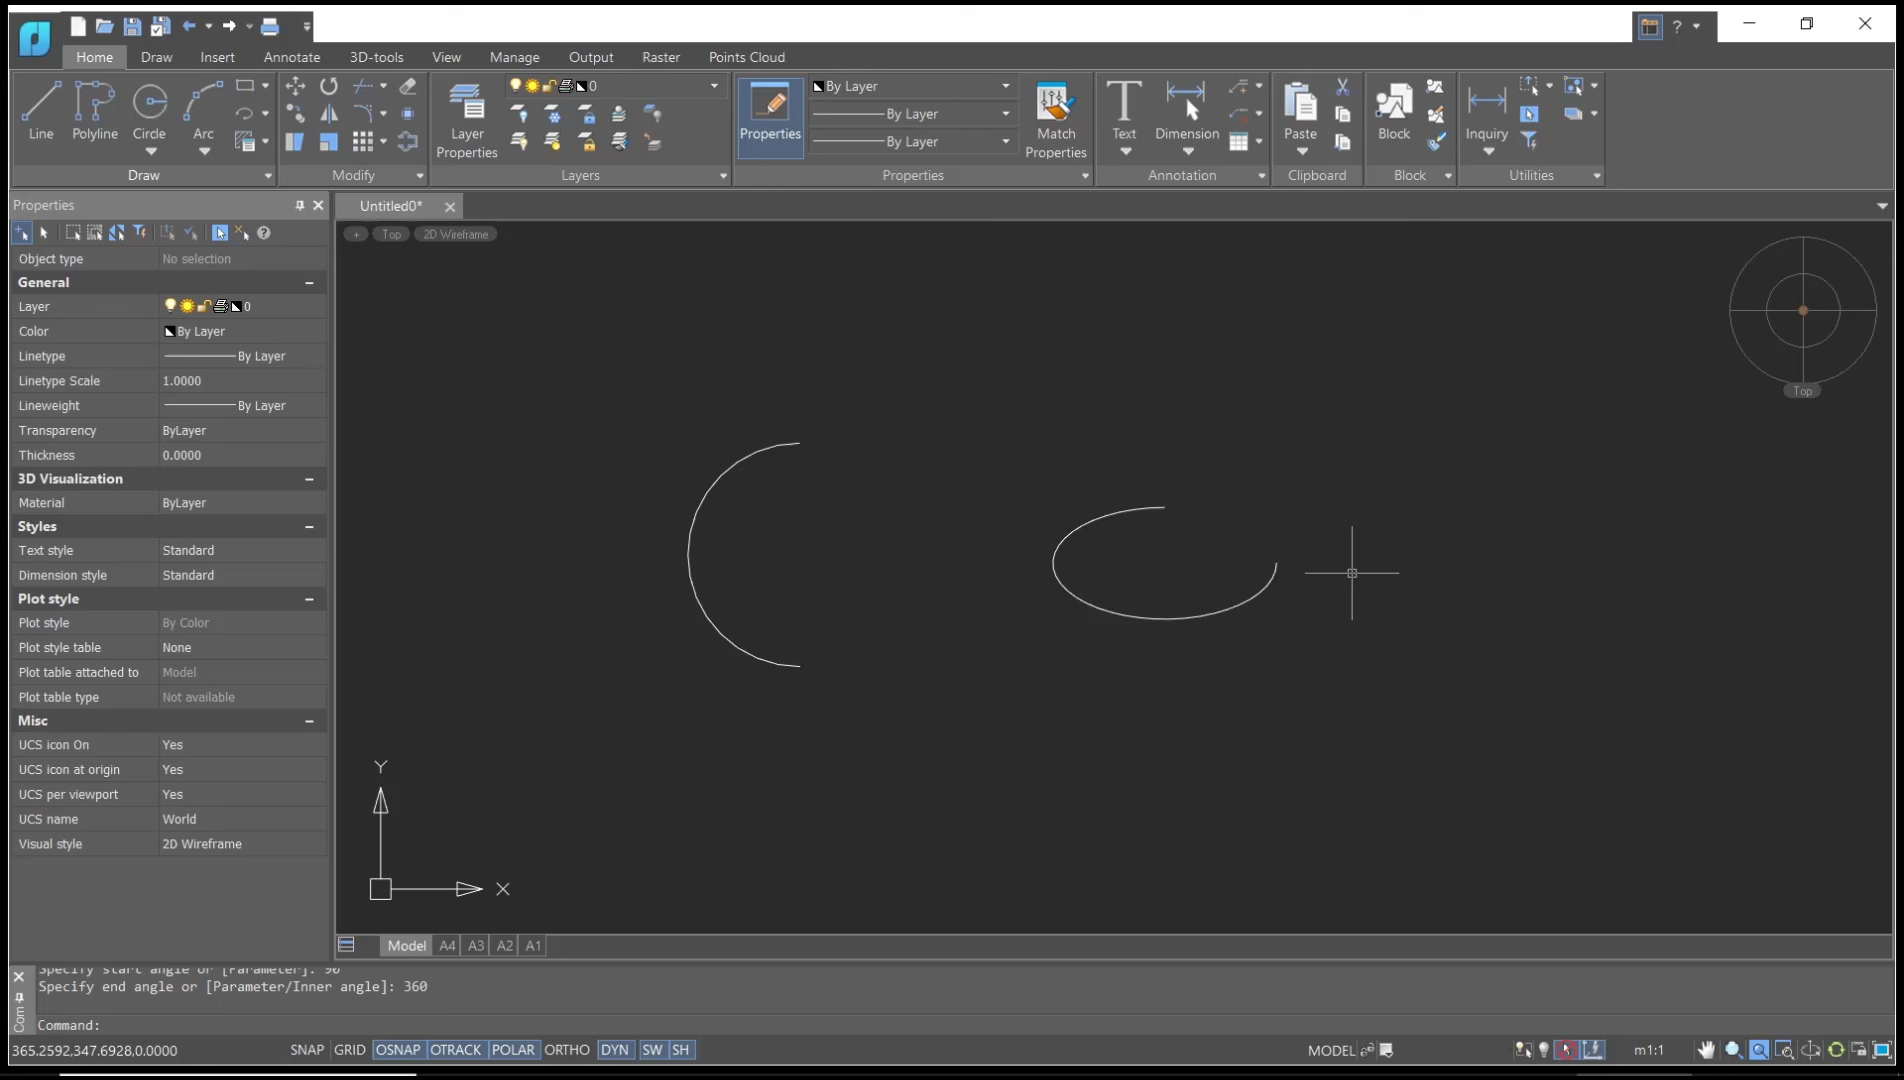 ?
Home Draw Insert Annotate 3D-tools View Manage Output Raster Points Cloud
0 By Layer
By Layer
Line Polyline Circle Arc Layer Properties Properties By Layer Match Properties Text Dimension Paste Block Inquiry
Draw Modify Layers Properties Annotation Clipboard Block Utilities
Properties
Untitled0*
+ Top 2D Wireframe
Object type No selection
General
Layer 0
Color By Layer
Linetype By Layer
Linetype Scale 1.0000
Top
Lineweight By Layer
Transparency ByLayer
Thickness 0.0000
3D Visualization
Material ByLayer
Styles
Text style Standard
Dimension style Standard
Plot style
Plot style By Color
Plot style table None
Plot table attached to Model
Plot table type Not available
Misc
UCS icon On Yes
UCS icon at origin Yes
UCS per viewport Yes
UCS name World
Visual style 2D Wireframe
Y
X
Model A4 A3 A2 A1
Specify start angle or [Parameter]: 90
Specify end angle or [Parameter/Inner angle]: 360
Com
Command:
365.2592,347.6928,0.0000 SNAP GRID OSNAP OTRACK POLAR ORTHO DYN SW SH MODEL m1:1